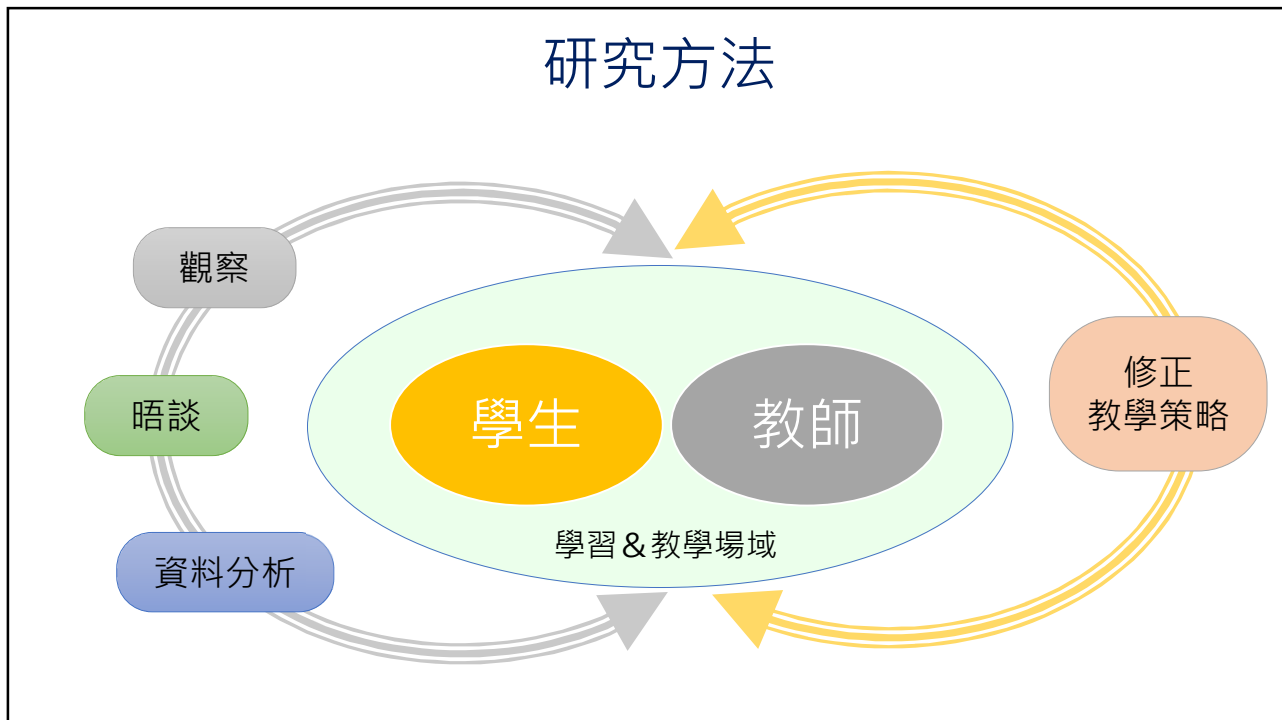 研究方法
觀察
晤談
資料分析
學生
教師
學習＆教學場域
修正
教學策略